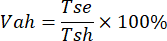 Vah = Tse/Tsh × 100%